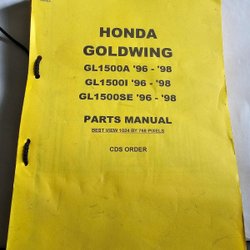 HONDA
GOLDWING
GL1500A '96 - '98
GL1500I '96 - '98
GL1500SE '96 - '98
PARTS MANUAL
BEST VIEW 1024 BY 768 PIXELS
CDS ORDER